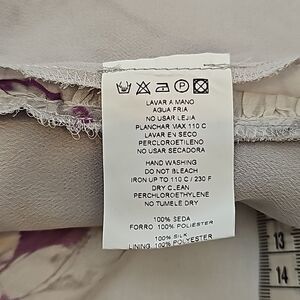 P
LAVAR A MANO
AGUA FRIA
NO USAR LEJIA
PLANCHAR MAX 110 C
LAVAR EN SECO
PERCLOROETILENO
NO USAR SECADORA
HAND WASHING
DO NOT BLEACH
IRON UP TO 110 C / 230 F
DRY CLEAN
PERCHLOROETHYLENE
NO TUMBLE DRY
100% SEDA
FORRO 100% POLIESTER
100% SILK
LINING 100% POLYESTER
13
14